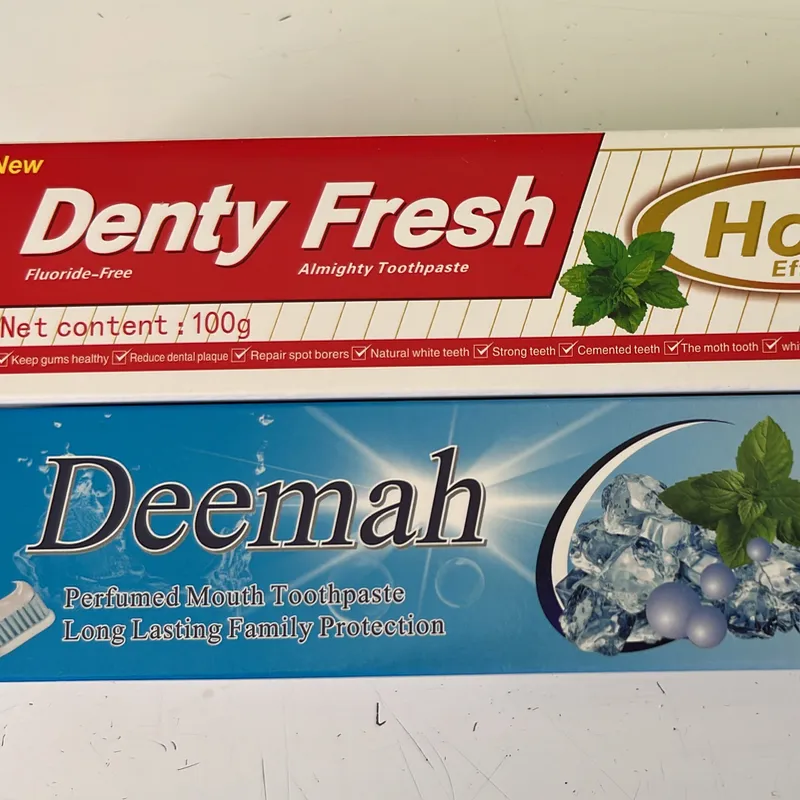 New
Denty Fresh
Fluoride-Free Almighty Toothpaste
Net content : 100g
Keep gums healthy Reduce dental plaque Repair spot borers Natural white teeth Strong teeth Cemented teeth The moth tooth
Deemah
Perfumed Mouth Toothpaste
Long Lasting Family Protection